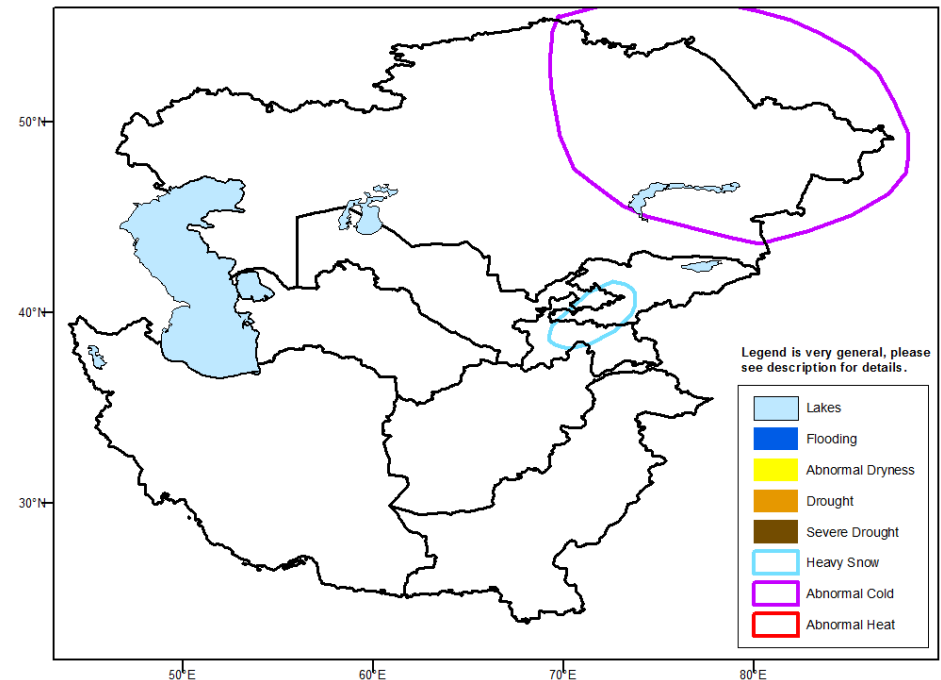 50°N
40°N
30°N
Legend is very general, please
see description for details.
Lakes
Flooding
Abnormal Dryness
Drought
Severe Drought
Heavy Snow
Abnormal Cold
Abnormal Heat
50°E
60°E
70°E
80°E